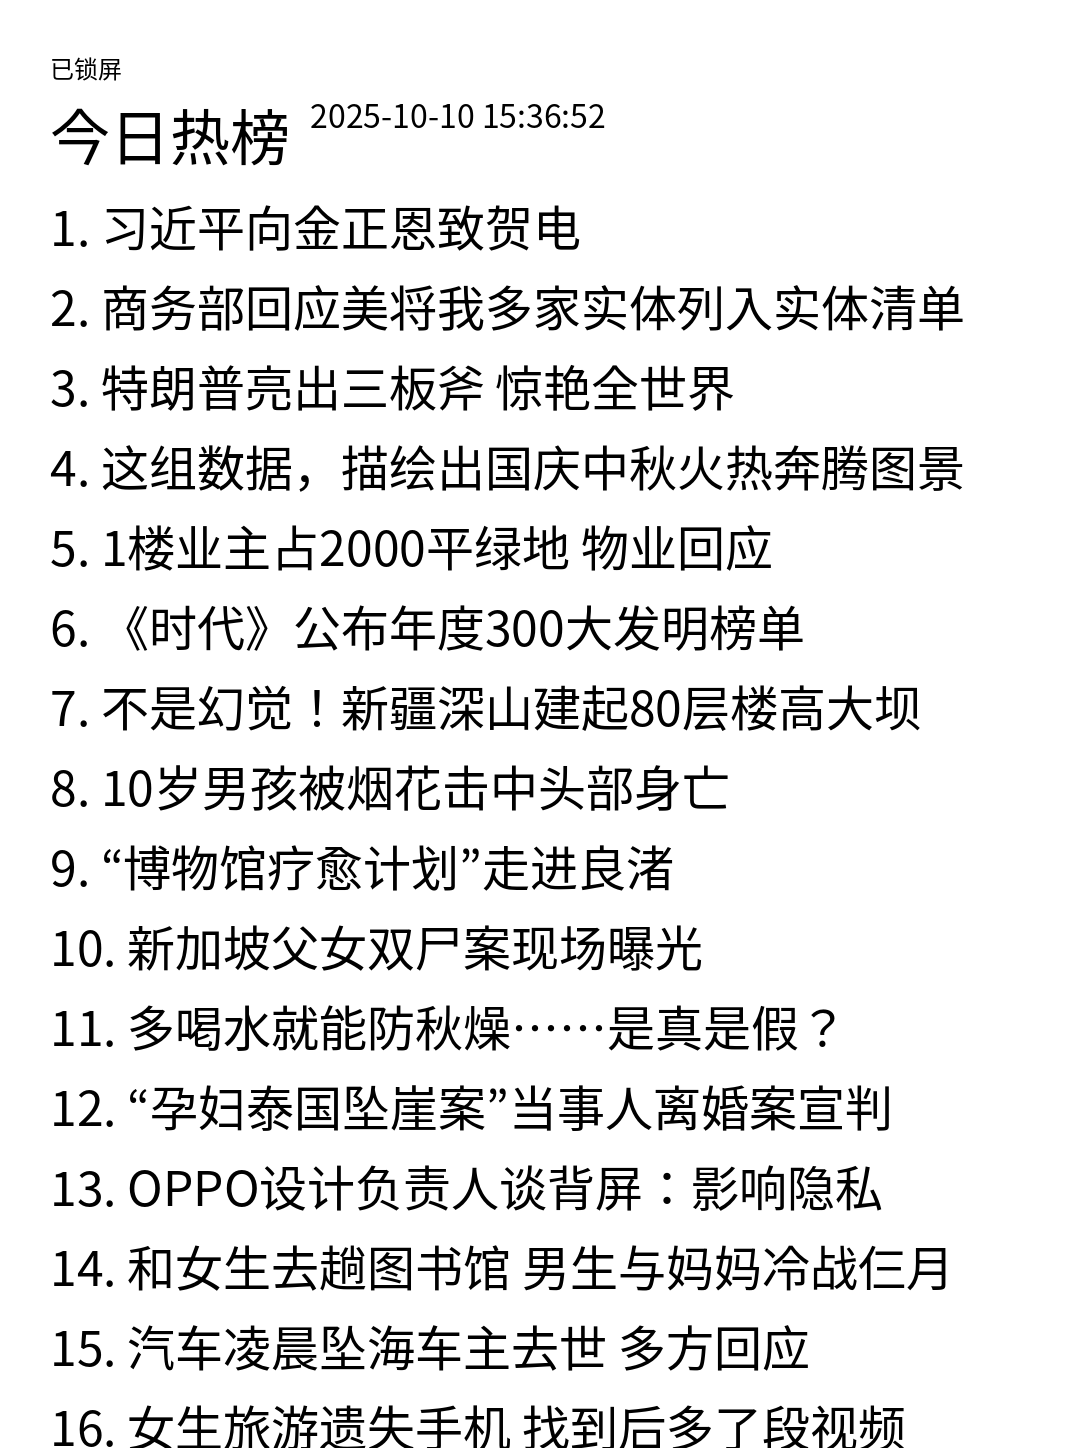 已锁屏
今日热榜 2025-10-10 15:36:52
1. 习近平向金正恩致贺电
2. 商务部回应美将我多家实体列入实体清单
3. 特朗普亮出三板斧 惊艳全世界
4. 这组数据，描绘出国庆中秋火热奔腾图景
5. 1楼业主占2000平绿地 物业回应
6. 《时代》公布年度300大发明榜单
7. 不是幻觉！新疆深山建起80层楼高大坝
8. 10岁男孩被烟花击中头部身亡
9. “博物馆疗愈计划”走进良渚
10. 新加坡父女双尸案现场曝光
11. 多喝水就能防秋燥……是真是假？
12. “孕妇泰国坠崖案”当事人离婚案宣判
13. OPPO设计负责人谈背屏：影响隐私
14. 和女生去趟图书馆 男生与妈妈冷战仨月
15. 汽车凌晨坠海车主去世 多方回应
16. 女生旅游遗失手机 找到后多了段视频